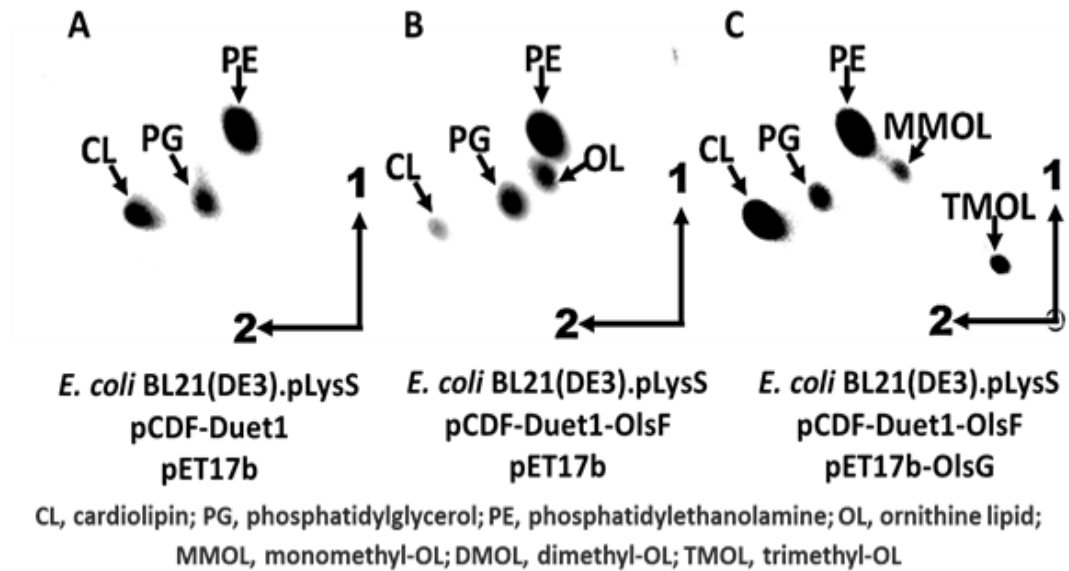 A
B
C
PE
PE
PE
CL
PG
CL
PG
OL
CL
PG
MMOL
TMOL
1
1
1
2
2
2
E. coli BL21(DE3).pLysS
pCDF-Duet1
pET17b
E. coli BL21(DE3).pLysS
pCDF-Duet1-OlsF
pET17b
E. coli BL21(DE3).pLysS
pCDF-Duet1-OlsF
pET17b-OlsG
CL, cardiolipin; PG, phosphatidylglycerol; PE, phosphatidylethanolamine; OL, ornithine lipid;
MMOL, monomethyl-OL; DMOL, dimethyl-OL; TMOL, trimethyl-OL